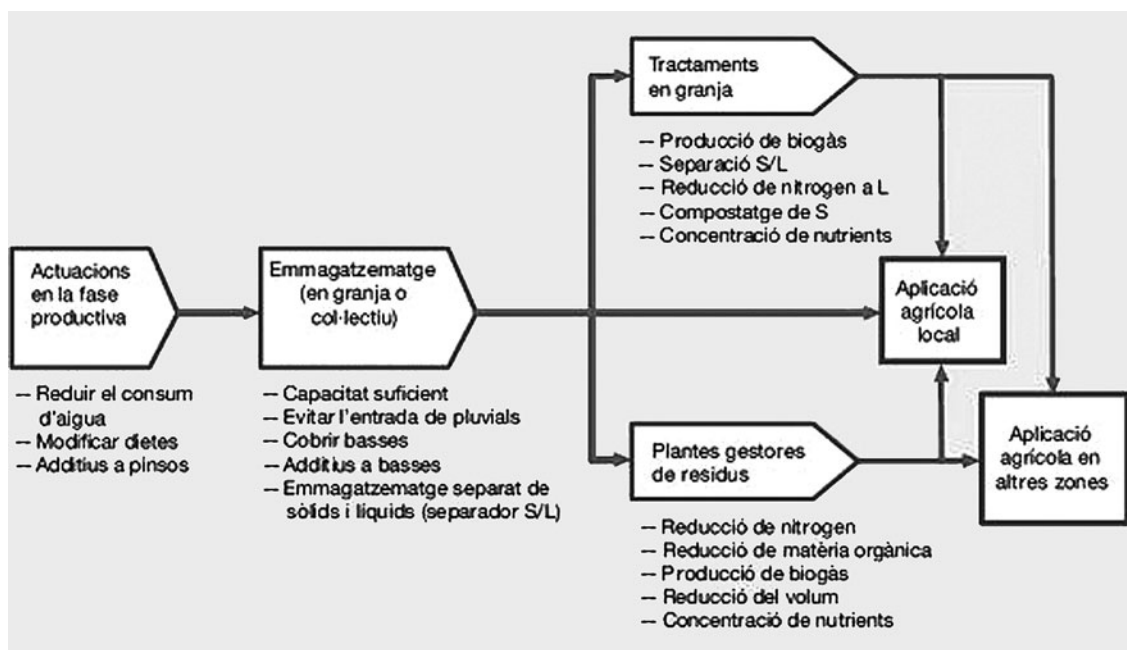 Actuacions
en la fase
productiva
– Reduir el consum
d'aigua
– Modificar dietes
– Additius a pinsos
Emmagatzematge
(en granja o
col·lectiu)
– Capacitat suficient
– Evitar l'entrada de pluvials
– Cobrir basses
– Additius a basses
– Emmagatzematge separat de
sòlids i líquids (separador S/L)
Tractaments
en granja
– Producció de biogàs
– Separació S/L
– Reducció de nitrogen a L
– Compostatge de S
– Concentració de nutrients
Plantes gestores
de residus
– Reducció de nitrogen
– Reducció de matèria orgànica
– Producció de biogàs
– Reducció del volum
– Concentració de nutrients
Aplicació
agrícola
local
Aplicació
agrícola en
altres zones